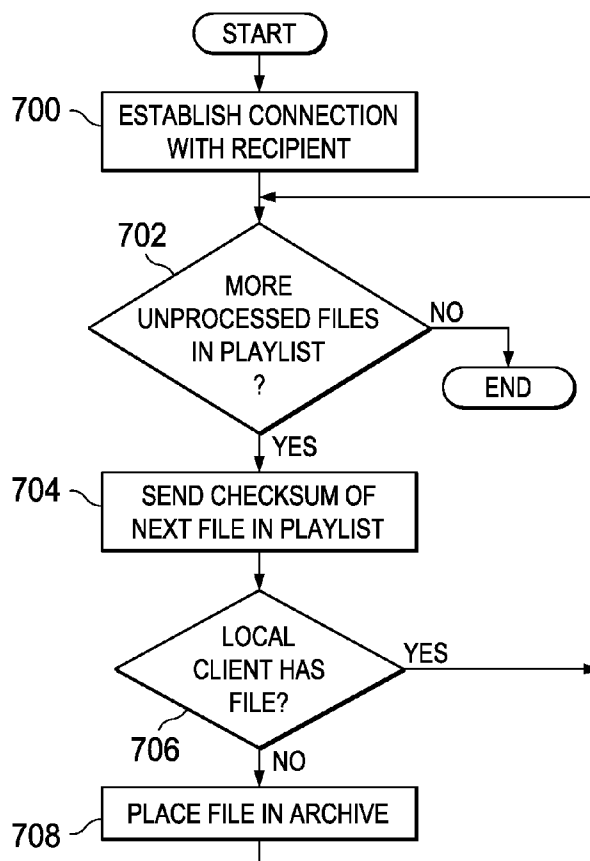 START
700
ESTABLISH CONNECTION
WITH RECIPIENT
702
MORE
UNPROCESSED FILES
IN PLAYLIST
?
NO
END
YES
704
SEND CHECKSUM OF
NEXT FILE IN PLAYLIST
LOCAL
CLIENT HAS
FILE?
YES
706
NO
708
PLACE FILE IN ARCHIVE